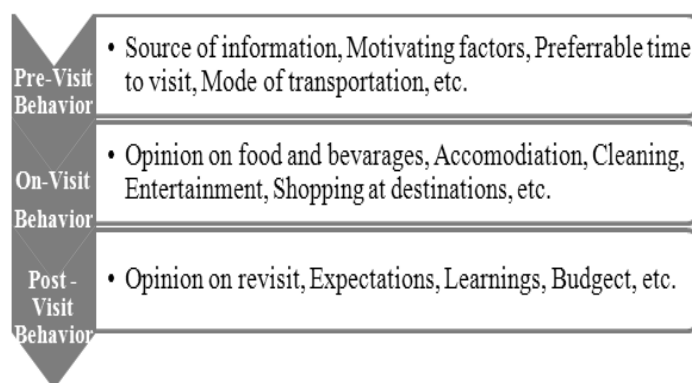 Pre-Visit
Behavior
• Source of information, Motivating factors, Preferrable time
to visit, Mode of transportation, etc.
On-Visit
Behavior
• Opinion on food and bevarages, Accomodiation, Cleaning,
Entertainment, Shopping at destinations, etc.
Post -
Visit
Behavior
• Opinion on revisit, Expectations, Learnings, Budgect, etc.